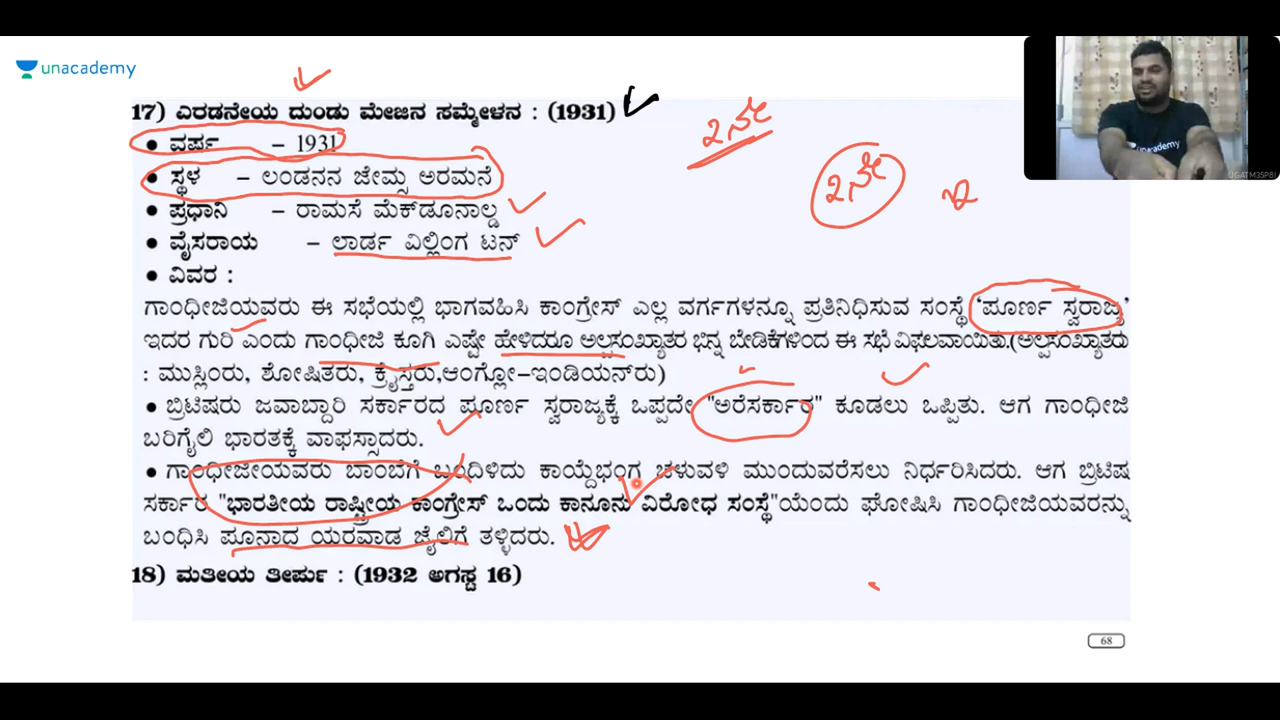 unacademy
17) ಎರಡನೇಯ ದುಂಡು ಮೇಜಿನ ಸಮ್ಮೇಳನ : (1931)
2ನೇ
• ವರ್ಷ – 1931
2ನೇ 2
• ಸ್ಥಳ – ಲಂಡನನ ಜೇಮ್ಸ ಅರಮನೆ
• ಪ್ರಧಾನಿ – ರಾಮಸೆ ಮೆಕ್‌ಡೂನಾಲ್ಡ
• ವೈಸರಾಯ – ಲಾರ್ಡ ವಿಲ್ಲಿಂಗ ಟನ್
• ವಿವರ :
ಗಾಂಧೀಜಿಯವರು ಈ ಸಭೆಯಲ್ಲಿ ಭಾಗವಹಿಸಿ ಕಾಂಗ್ರೇಸ್ ಎಲ್ಲ ವರ್ಗಗಳನ್ನೂ ಪ್ರತಿನಿಧಿಸುವ ಸಂಸ್ಥೆ 'ಪೂರ್ಣ ಸ್ವರಾಜ್ಯ'
ಇದರ ಗುರಿ ಎಂದು ಗಾಂಧೀಜಿ ಕೂಗಿ ಎಷ್ಟೇ ಹೇಳಿದರೂ ಅಲ್ಪಸಂಖ್ಯಾತರ ಭಿನ್ನ ಬೇಡಿಕೆಗಳಿಂದ ಈ ಸಭೆ ವಿಫಲವಾಯಿತು.(ಅಲ್ಪಸಂಖ್ಯಾತರು
: ಮುಸ್ಲಿಂರು, ಶೋಷಿತರು, ಕ್ರೈಸ್ತರು,ಆಂಗ್ಲೋ-ಇಂಡಿಯನ್‌ರು)
• ಬ್ರಿಟಿಷರು ಜವಾಬ್ದಾರಿ ಸರ್ಕಾರದ ಪೂರ್ಣ ಸ್ವರಾಜ್ಯಕ್ಕೆ ಒಪ್ಪದೇ "ಅರೆಸರ್ಕಾರ" ಕೂಡಲು ಒಪ್ಪಿತು. ಆಗ ಗಾಂಧೀಜಿ
ಬರಿಗೈಲಿ ಭಾರತಕ್ಕೆ ವಾಫಸ್ಸಾದರು.
• ಗಾಂಧೀಜೀಯವರು ಬಾಂಬೆಗೆ ಬಂದಿಳಿದು ಕಾಯ್ದೆಭಂಗ ಚಳುವಳಿ ಮುಂದುವರೆಸಲು ನಿರ್ಧರಿಸಿದರು. ಆಗ ಬ್ರಿಟಿಷ
ಸರ್ಕಾರ "ಭಾರತೀಯ ರಾಷ್ಟ್ರೀಯ ಕಾಂಗ್ರೇಸ್ ಒಂದು ಕಾನೂನು ವಿರೋಧ ಸಂಸ್ಥೆ"ಯೆಂದು ಘೋಷಿಸಿ ಗಾಂಧೀಜಿಯವರನ್ನು
ಬಂಧಿಸಿ ಪೂನಾದ ಯರವಾಡ ಜೈಲಿಗೆ ತಳ್ಳಿದರು.
18) ಮತೀಯ ತೀರ್ಪು : (1932 ಅಗಸ್ಟ 16)
68
unacademy